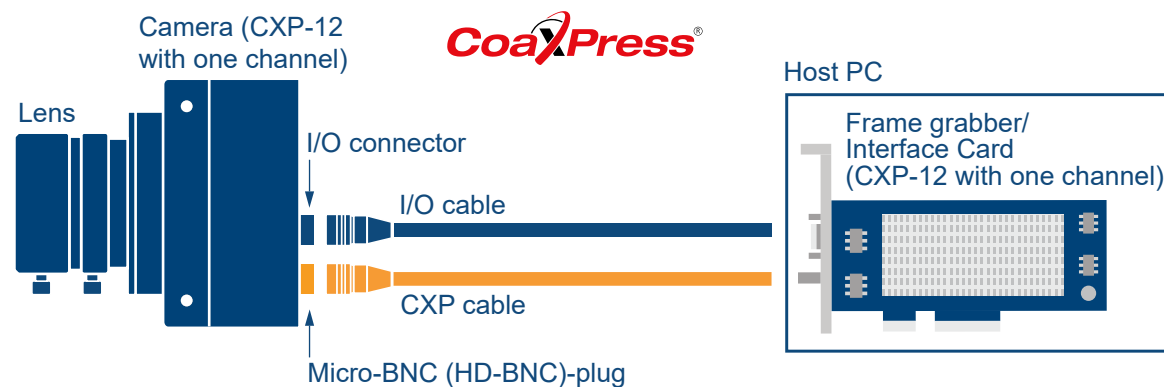 Camera (CXP-12
with one channel)
CoaXPress®
Host PC
Lens
I/O connector
Frame grabber/
Interface Card
(CXP-12 with one channel)
I/O cable
CXP cable
Micro-BNC (HD-BNC)-plug